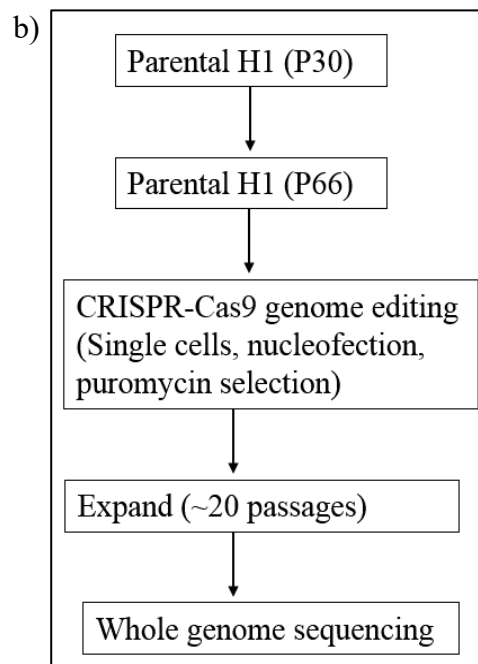 b)
Parental H1 (P30)
Parental H1 (P66)
CRISPR-Cas9 genome editing
(Single cells, nucleofection,
puromycin selection)
Expand (~20 passages)
Whole genome sequencing